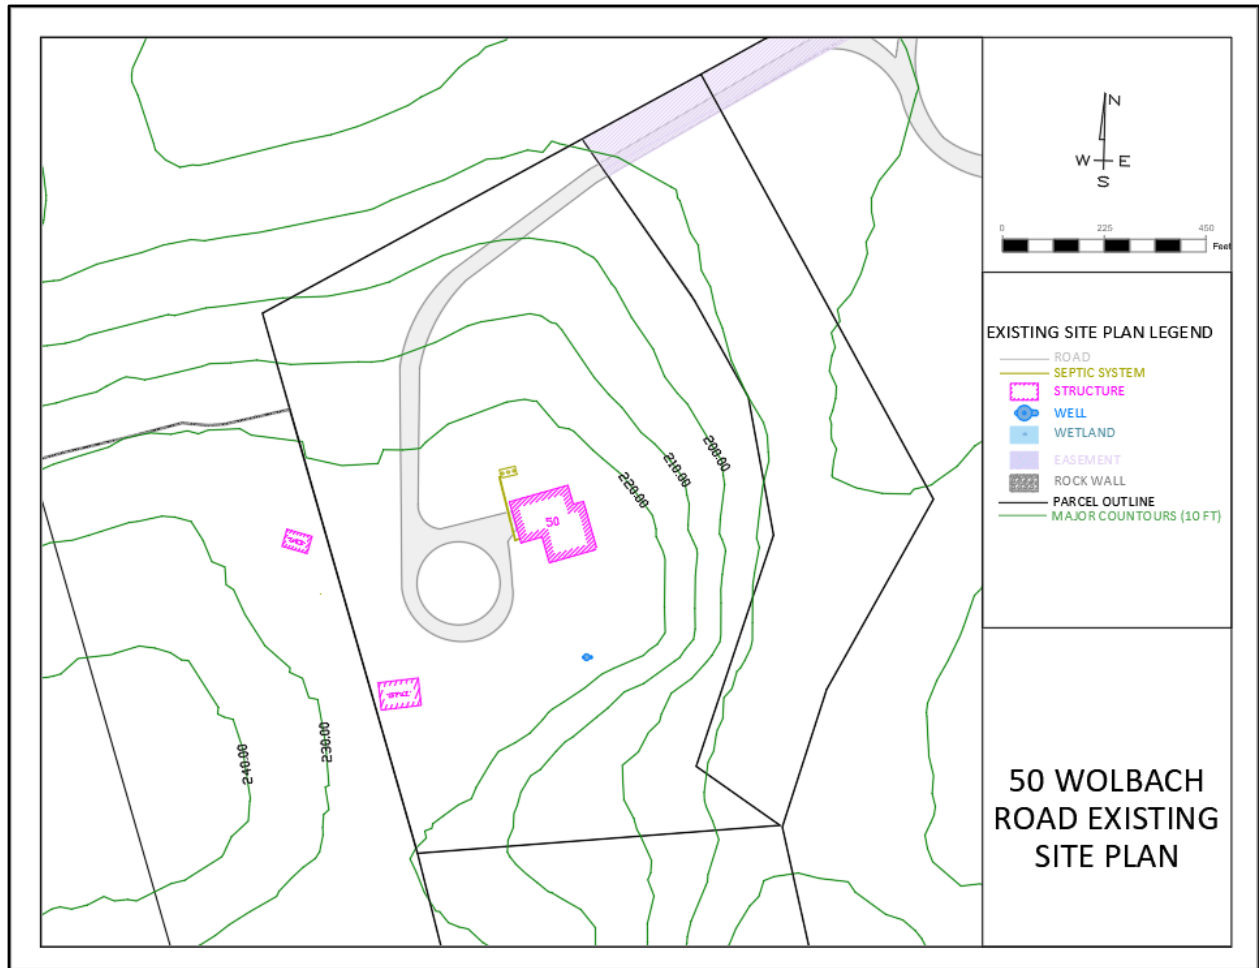 N
W E
S
0 225 450
Feet
EXISTING SITE PLAN LEGEND
ROAD
SEPTIC SYSTEM
STRUCTURE
WELL
WETLAND
EASEMENT
ROCK WALL
PARCEL OUTLINE
MAJOR COUNTOURS (10 FT)
200.00
210.00
220.00
50
230.00
240.00
50 WOLBACH
ROAD EXISTING
SITE PLAN